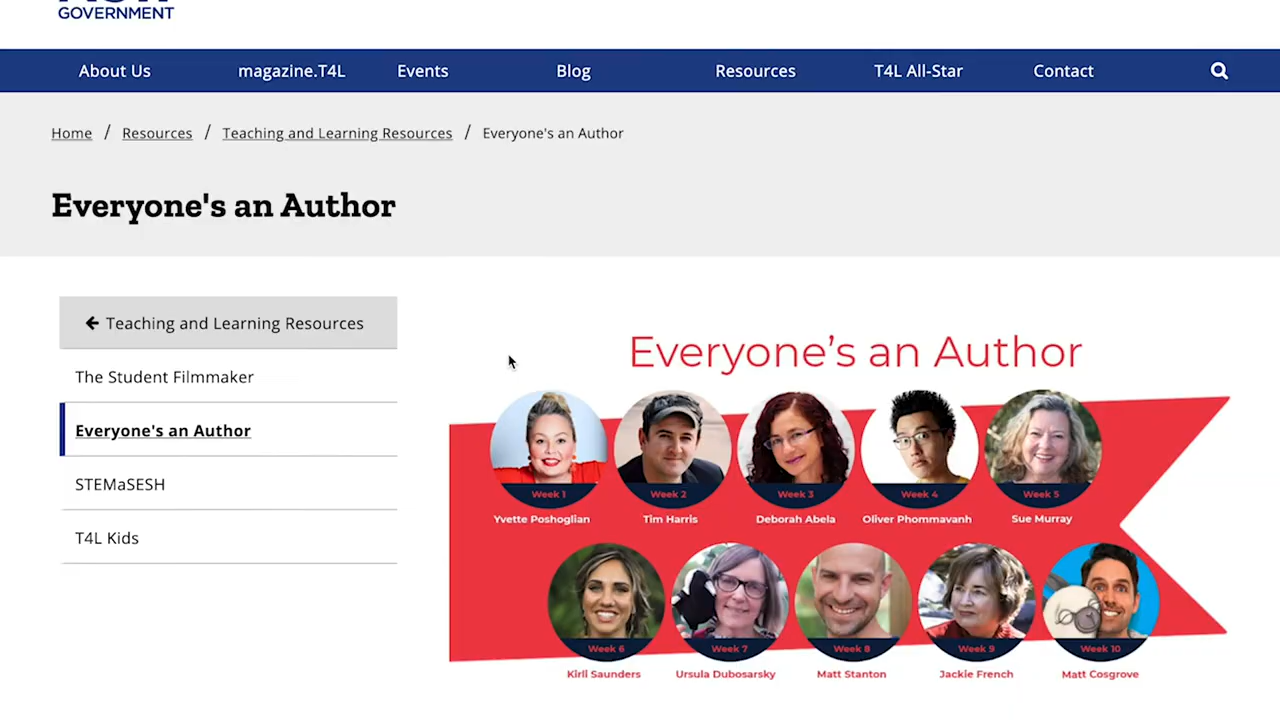 GOVERNMENT
About Us magazine.T4L Events Blog Resources T4L All-Star Contact
Home / Resources / Teaching and Learning Resources / Everyone's an Author
Everyone's an Author
Teaching and Learning Resources
The Student Filmmaker
Everyone's an Author
STEMaSESH
T4L Kids
Everyone's an Author
Week 1 Week 2 Week 3 Week 4 Week 5
Yvette Poshoglian Tim Harris Deborah Abela Oliver Phommavanh Sue Murray
Week 6 Week 7 Week 8 Week 9 Week 10
Kirli Saunders Ursula Dubosarsky Matt Stanton Jackie French Matt Cosgrove